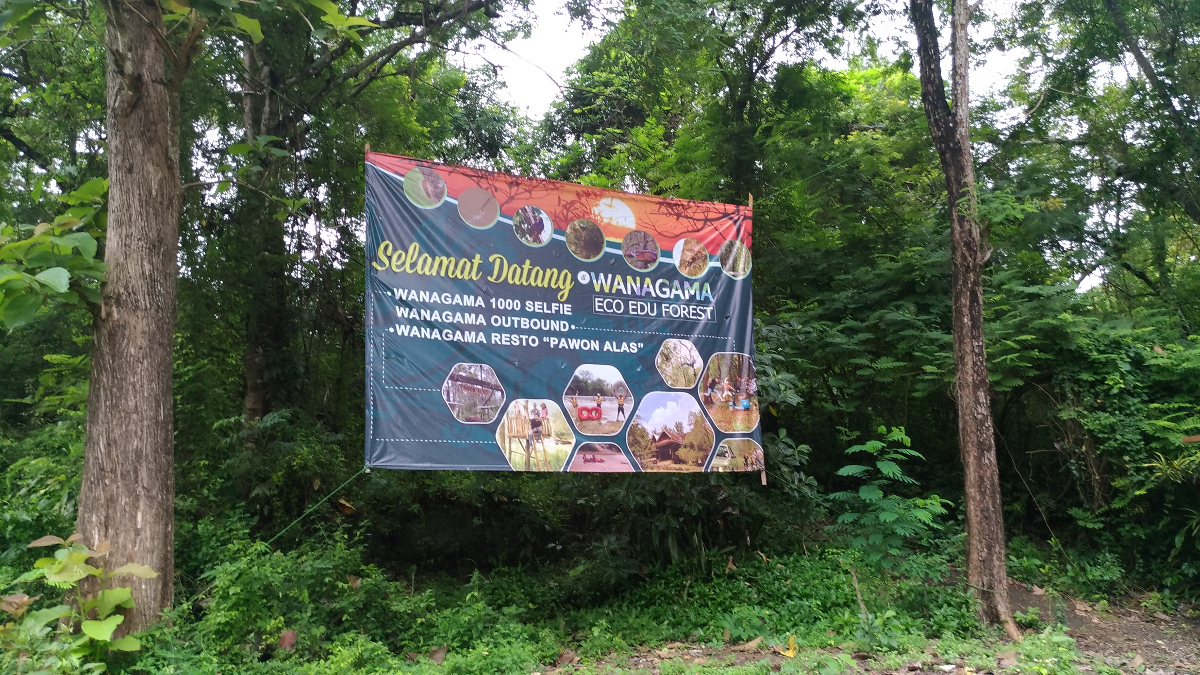 Selamat Datang di WANAGAMA
ECO EDU FOREST
•WANAGAMA 1000 SELFIE
WANAGAMA OUTBOUND•
•WANAGAMA RESTO “PAWON ALAS”